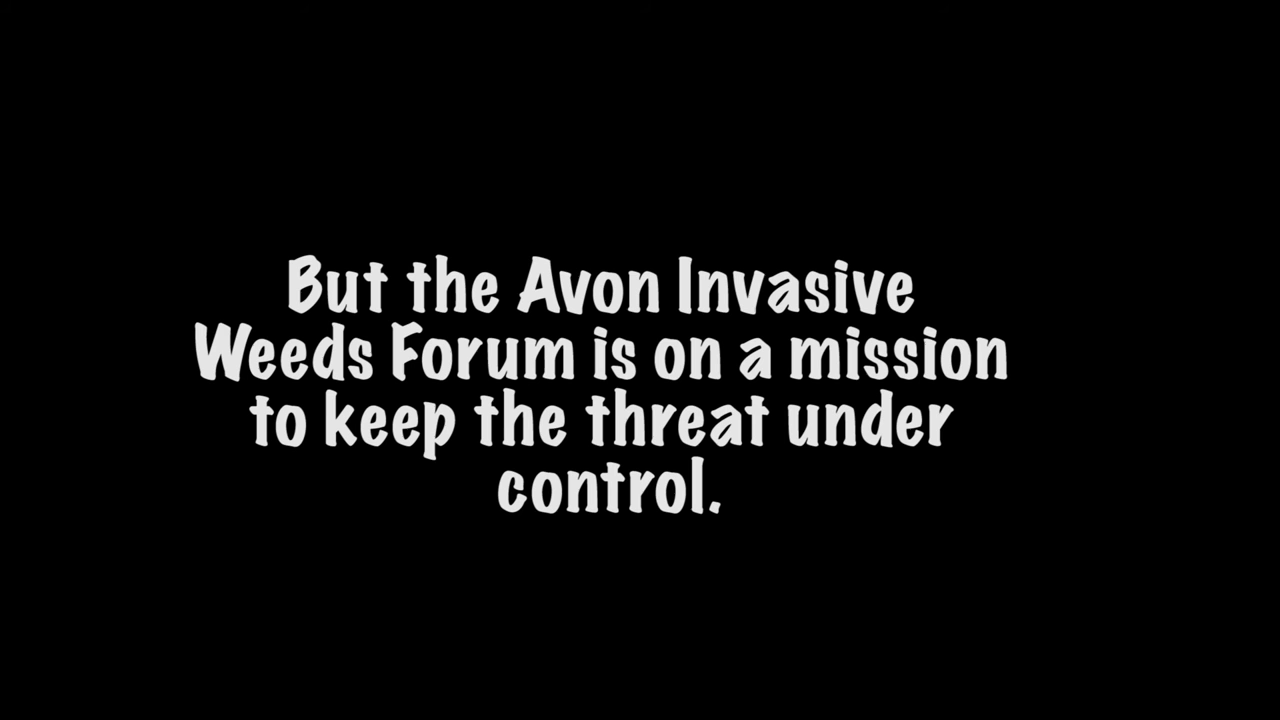 But the Avon Invasive
Weeds Forum is on a mission
to keep the threat under
control.